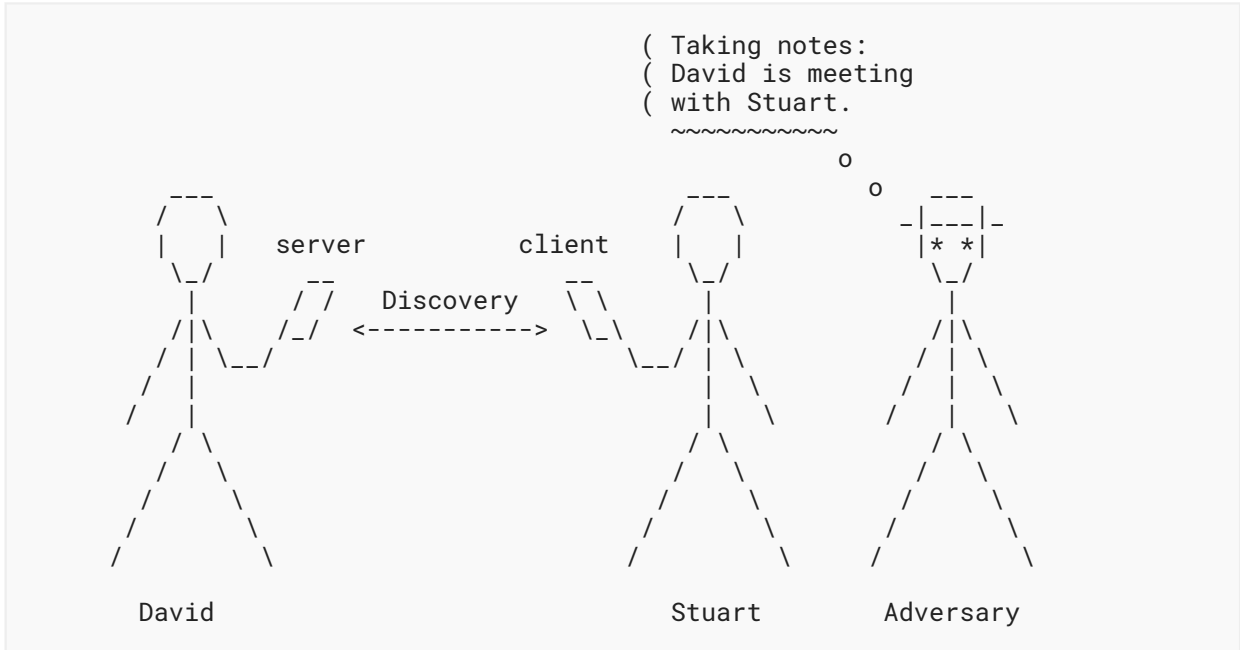 ( Taking notes:
( David is meeting
( with Stuart.
server
client
Discovery
David
Stuart
Adversary